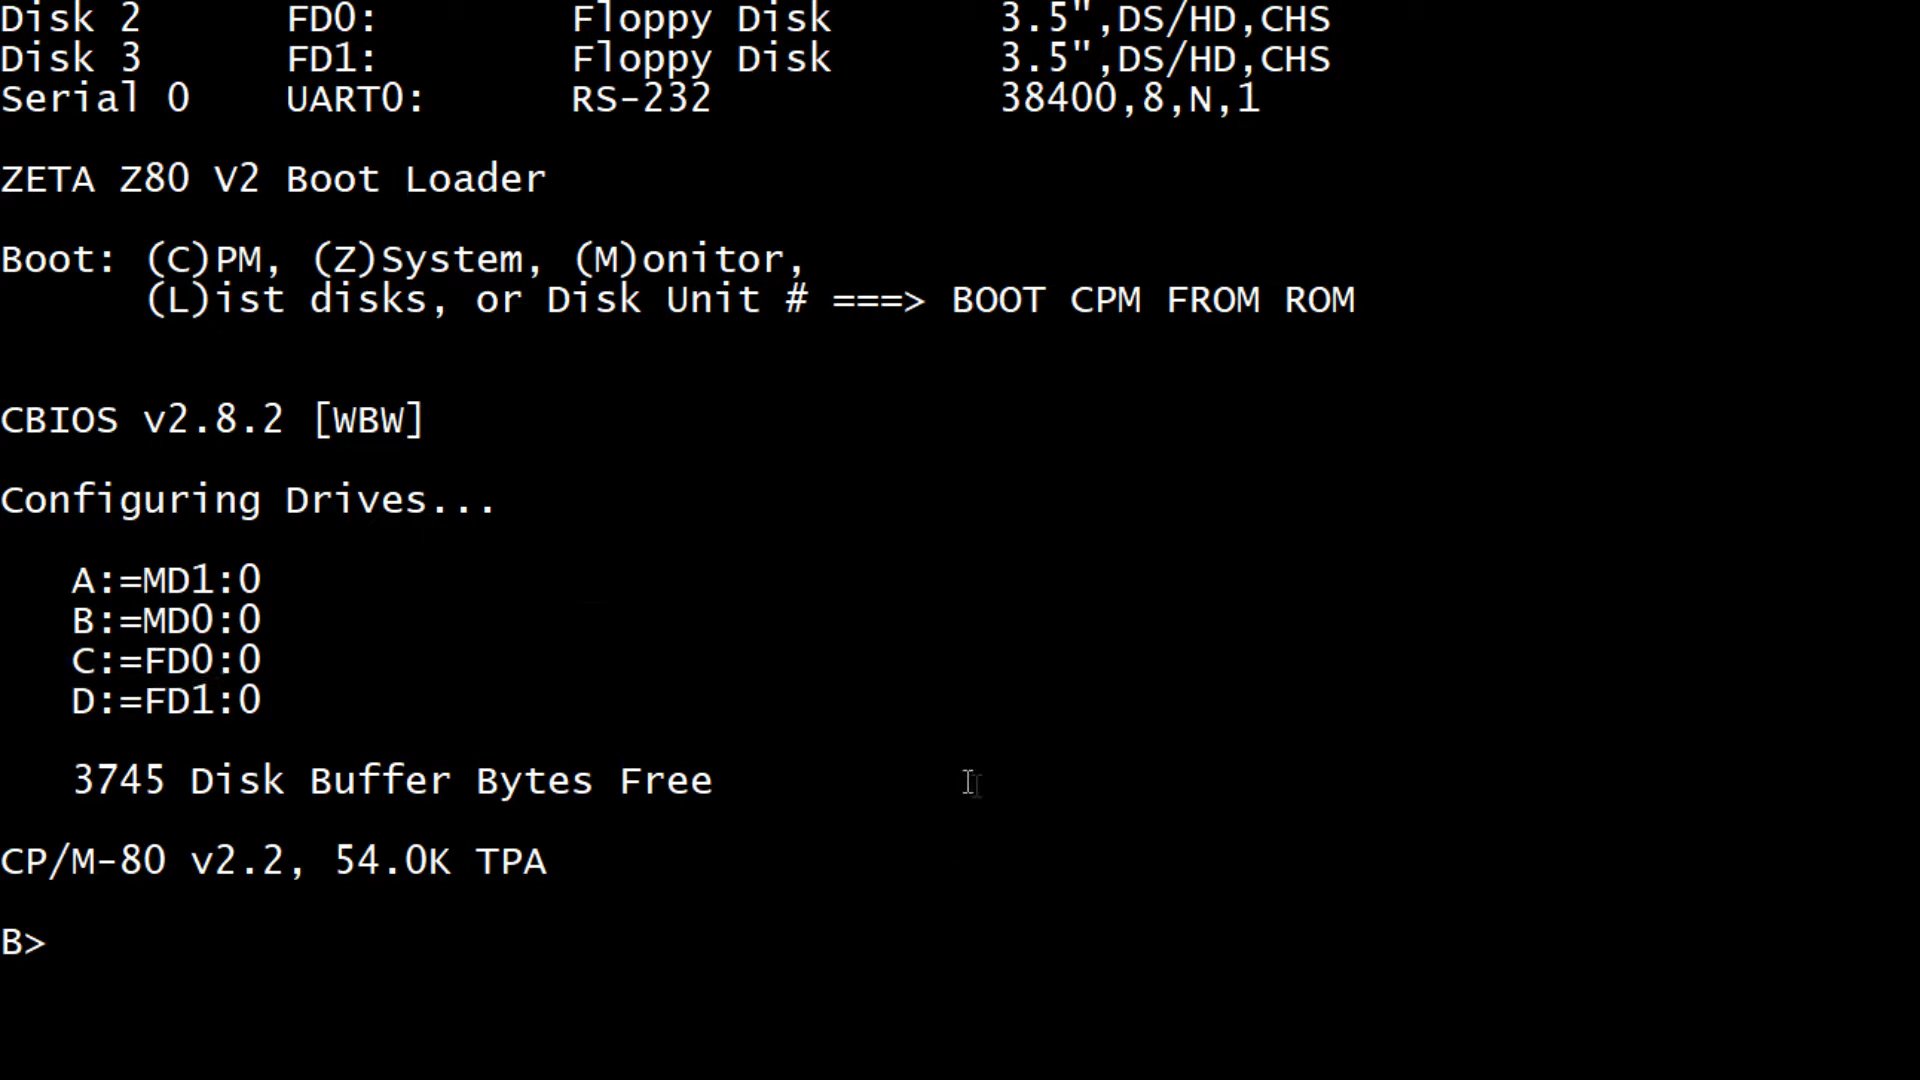 Disk 2      FD0:        Floppy Disk       3.5",DS/HD,CHS
Disk 3      FD1:        Floppy Disk       3.5",DS/HD,CHS
Serial 0    UART0:      RS-232            38400,8,N,1
ZETA Z80 V2 Boot Loader
Boot: (C)PM, (Z)System, (M)onitor,
      (L)ist disks, or Disk Unit # ===> BOOT CPM FROM ROM
CBIOS v2.8.2 [WBW]
Configuring Drives...
   A:=MD1:0
   B:=MD0:0
   C:=FD0:0
   D:=FD1:0
   3745 Disk Buffer Bytes Free
CP/M-80 v2.2, 54.0K TPA
B>